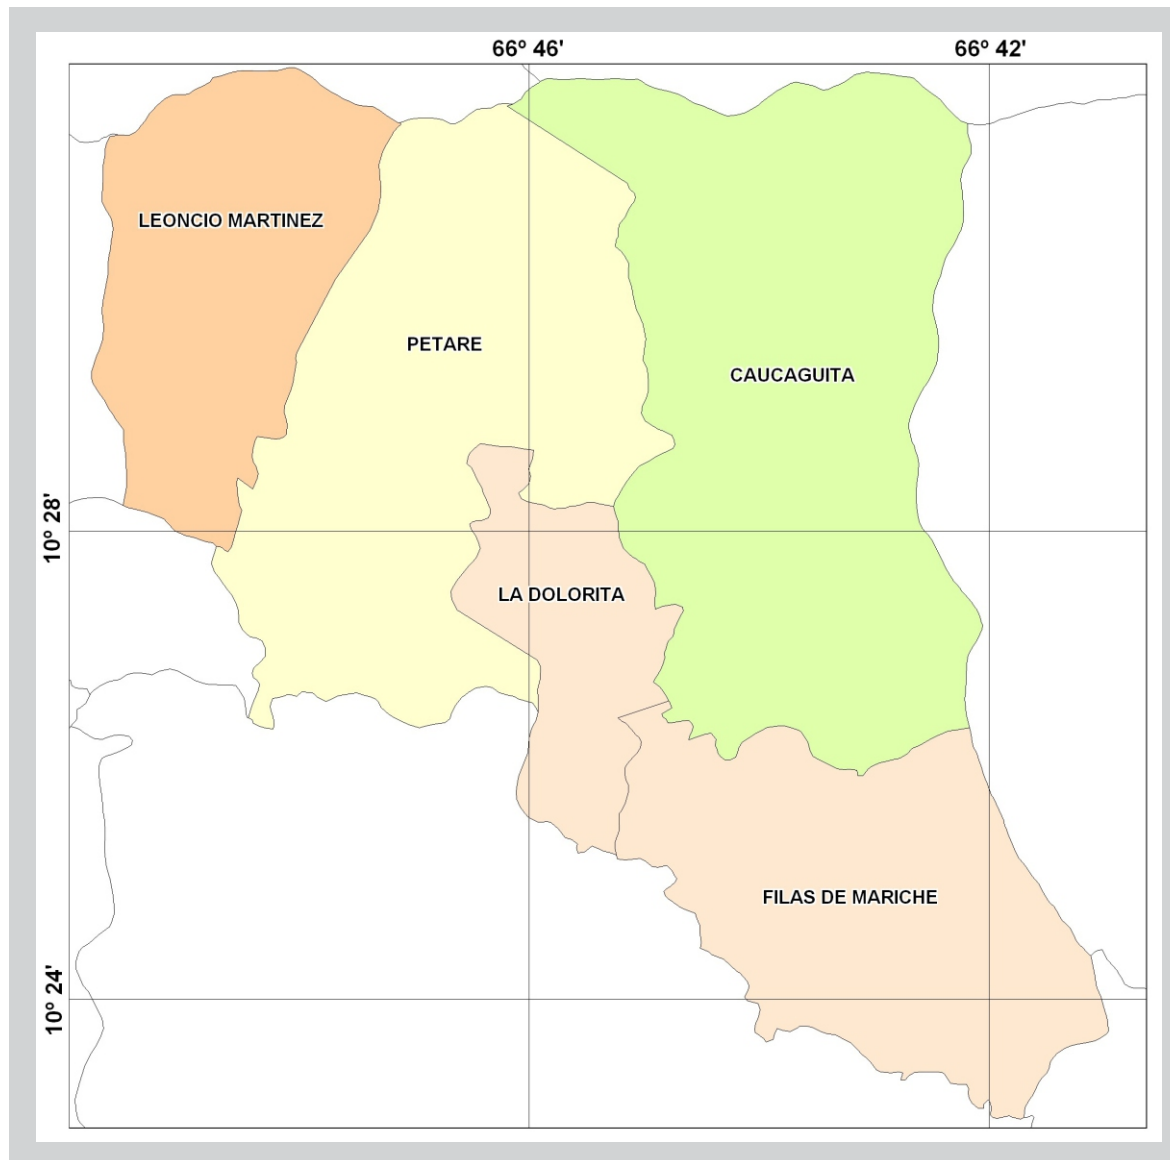 66º 46'
66º 42'
LEONCIO MARTINEZ
PETARE
CAUCAGUITA
10º 28'
LA DOLORITA
FILAS DE MARICHE
10º 24'